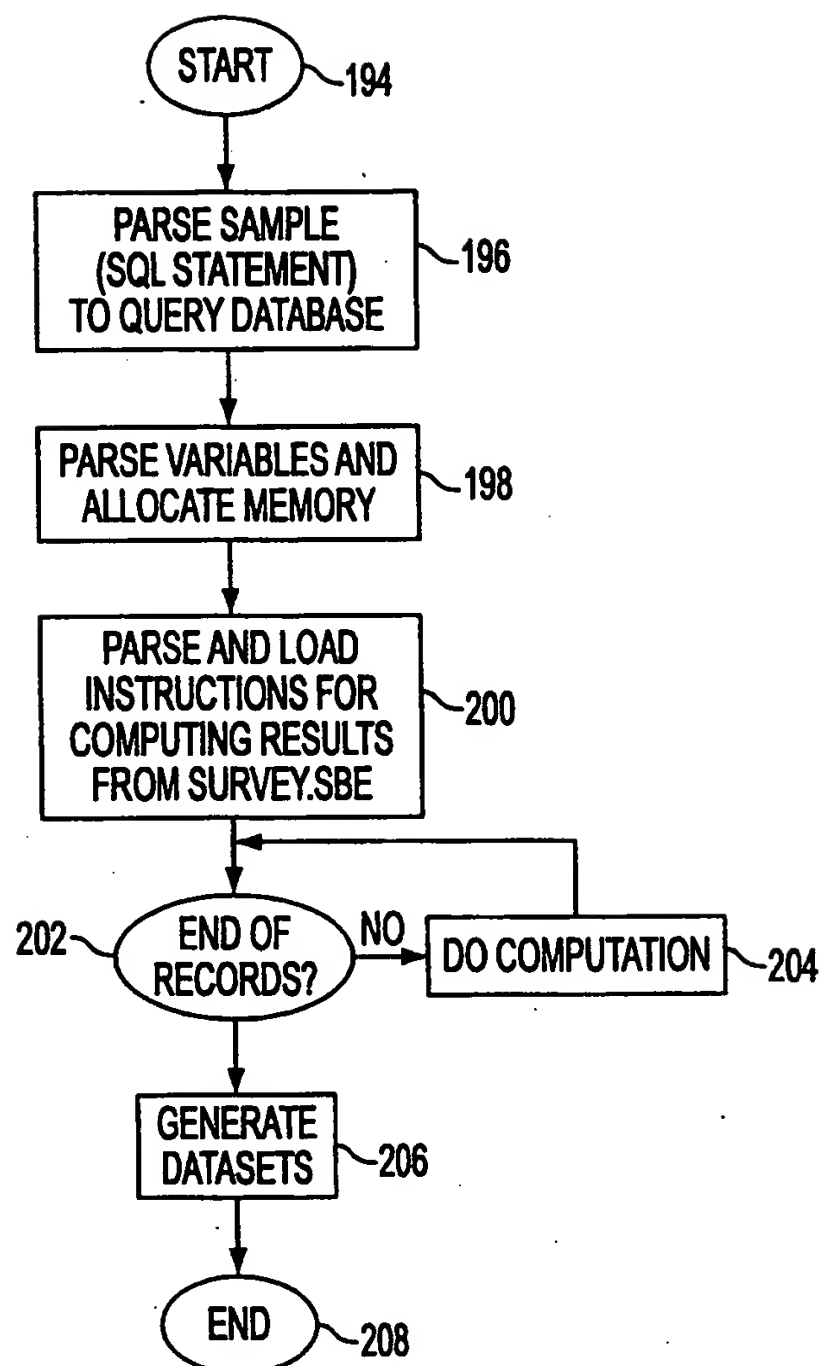 START
194
PARSE SAMPLE
(SQL STATEMENT)
TO QUERY DATABASE
196
PARSE VARIABLES AND
ALLOCATE MEMORY
198
PARSE AND LOAD
INSTRUCTIONS FOR
COMPUTING RESULTS
FROM SURVEY.SBE
200
202
END OF
RECORDS?
NO
DO COMPUTATION
204
GENERATE
DATASETS
206
END
208